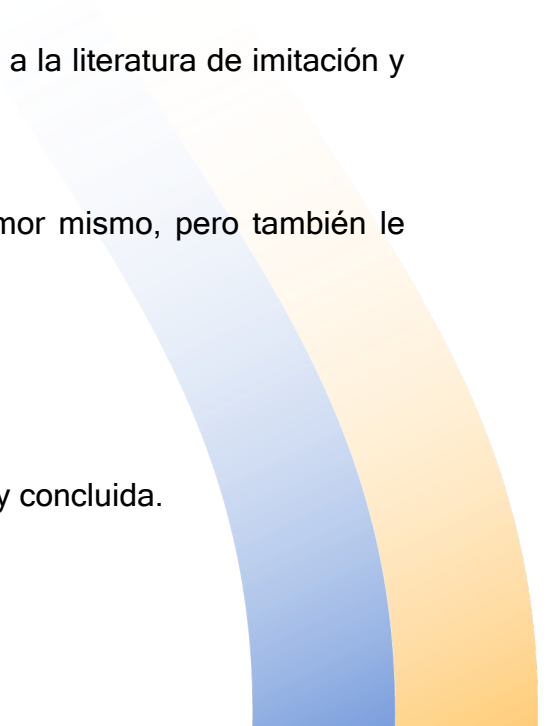 a la literatura de imitación y
mor mismo, pero también le
y concluida.